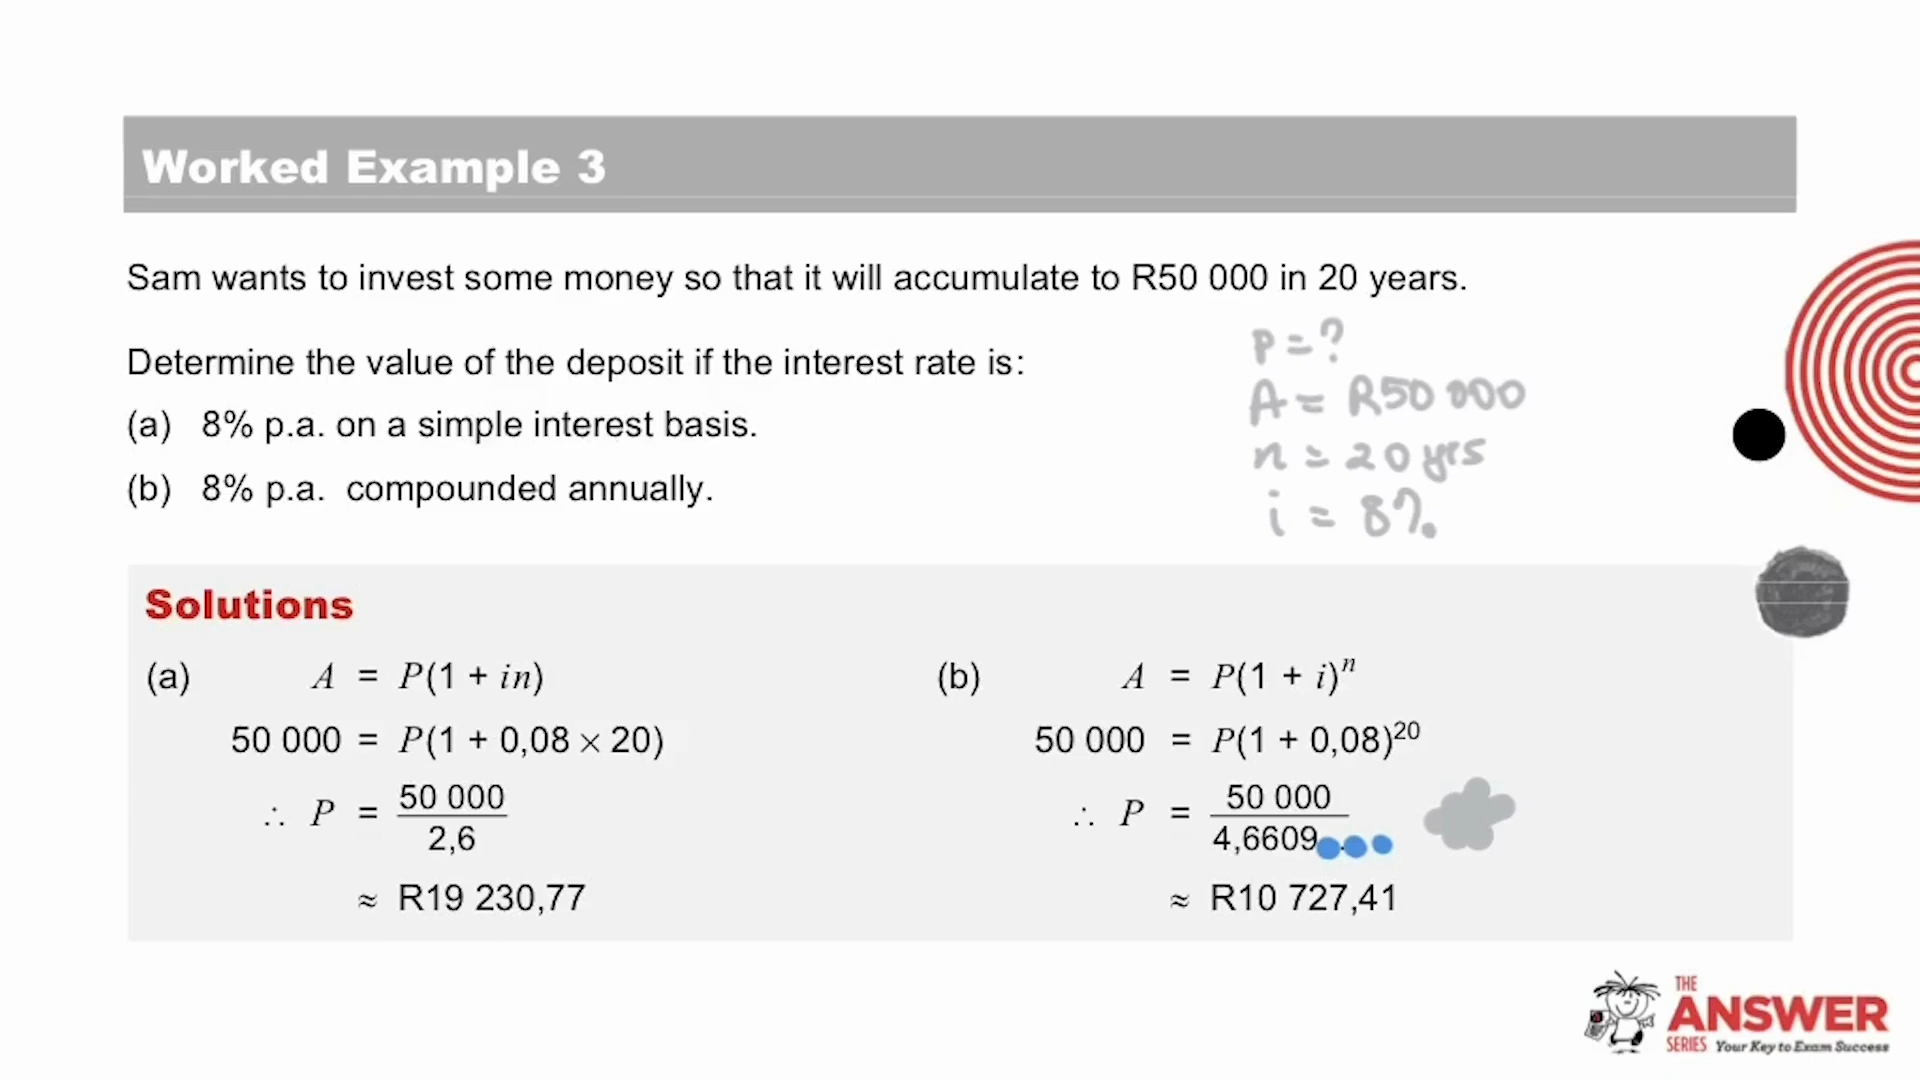 Worked Example 3
Sam wants to invest some money so that it will accumulate to R50 000 in 20 years.
Determine the value of the deposit if the interest rate is:
(a) 8% p.a. on a simple interest basis.
(b) 8% p.a. compounded annually.
P = ?
A = R50 000
n = 20 yrs
i = 8%
Solutions
(a) A = P(1 + in)
50 000 = P(1 + 0,08 × 20)
∴ P = 50 000 / 2,6
≈ R19 230,77
(b) A = P(1 + i)ⁿ
50 000 = P(1 + 0,08)²⁰
∴ P = 50 000 / 4,6609...
≈ R10 727,41
THE
ANSWER
SERIES Your Key to Exam Success